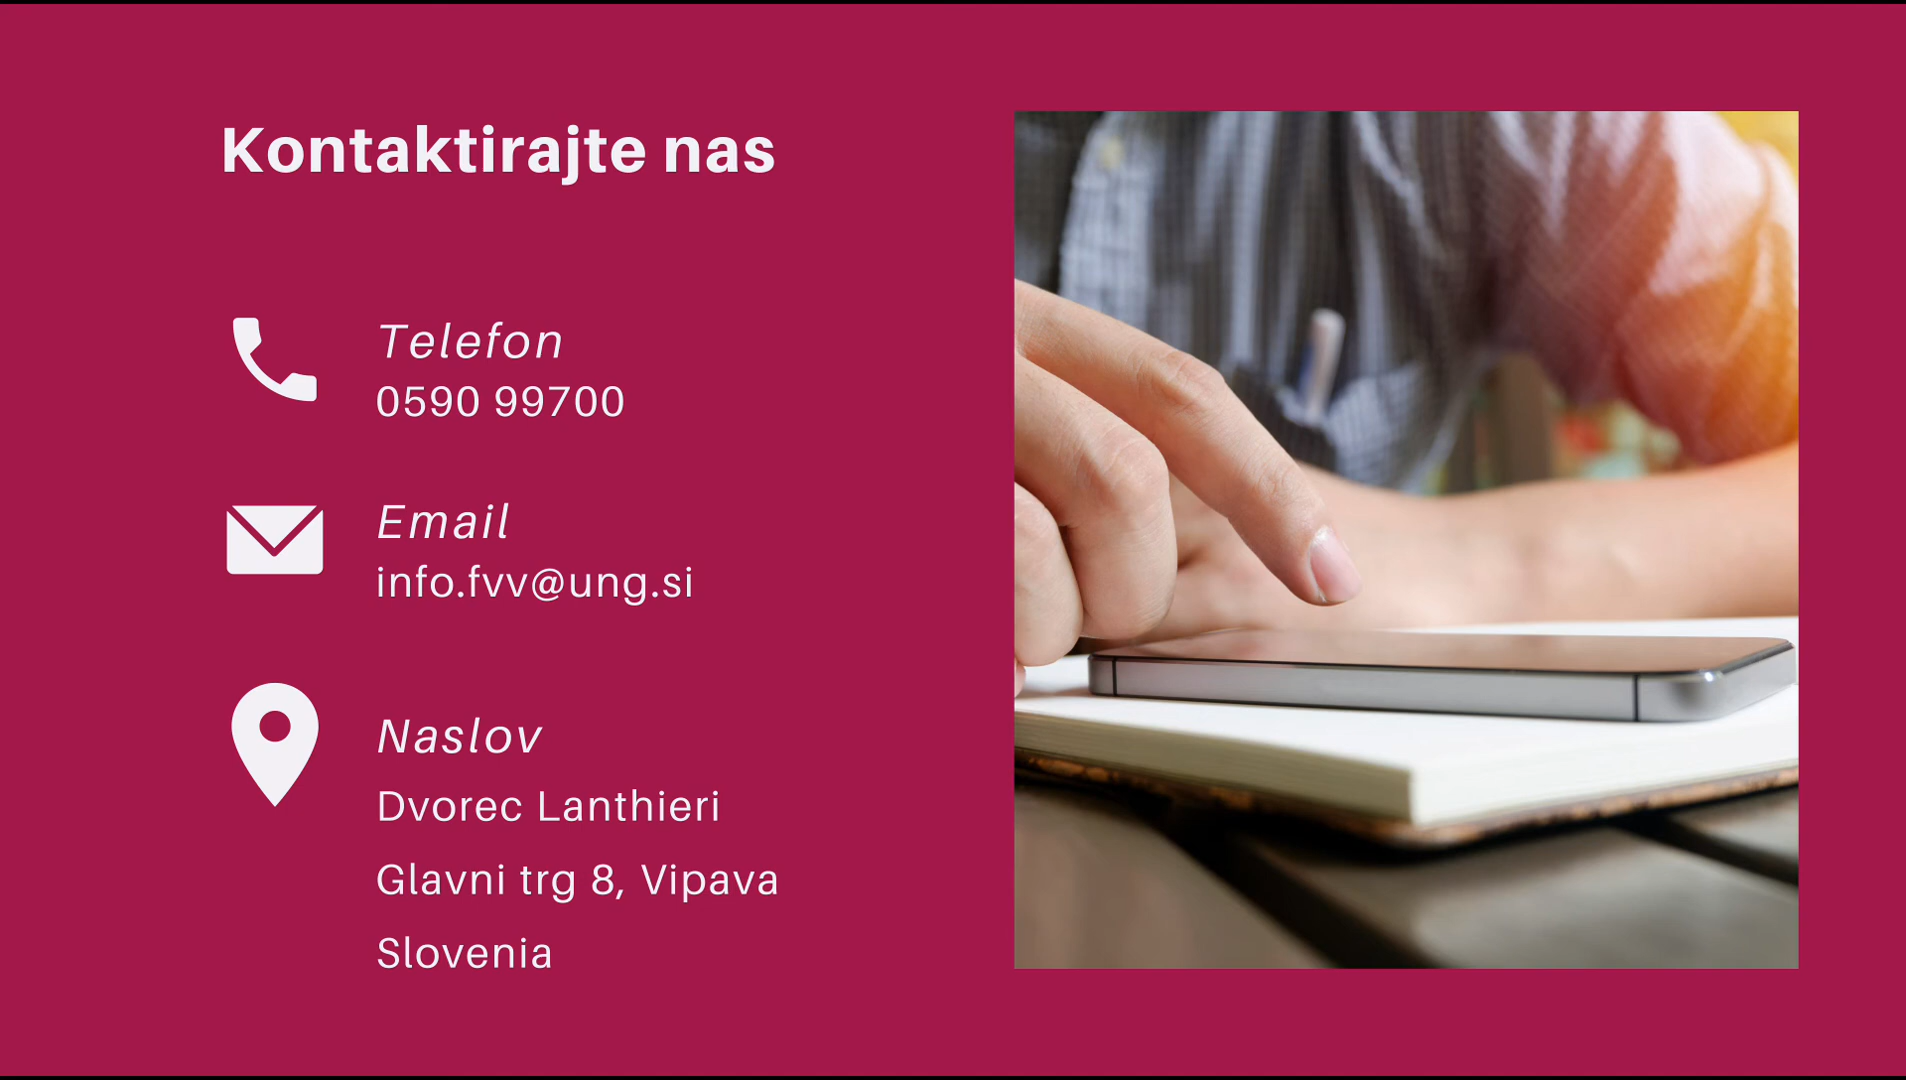 Kontaktirajte nas
Telefon
0590 99700
Email
info.fvv@ung.si
Naslov
Dvorec Lanthieri
Glavni trg 8, Vipava
Slovenia